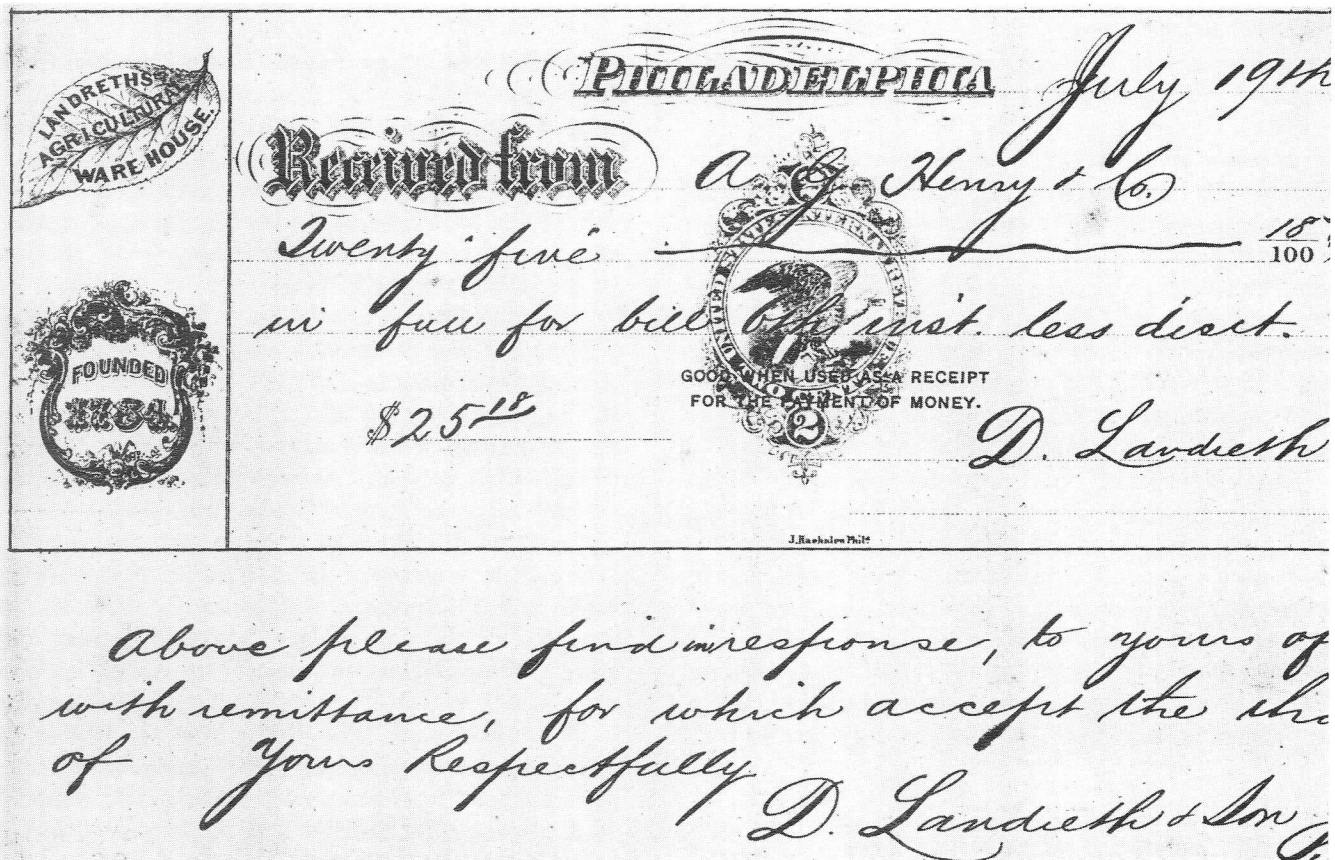 LANDRETHS
AGRICULTURAL
WARE HOUSE.
FOUNDED
1784
PHILADELPHIA July 19th
Received from A G Henry & Co.
Twenty five 18/100
in full for bill inst. less disct.
GOOD WHEN USED AS A RECEIPT
FOR THE PAYMENT OF MONEY.
2
$25 18
D. Landreth
Above please find in response, to yours of
with remittance, for which accept the
of Yours Respectfully
D. Landreth & Son